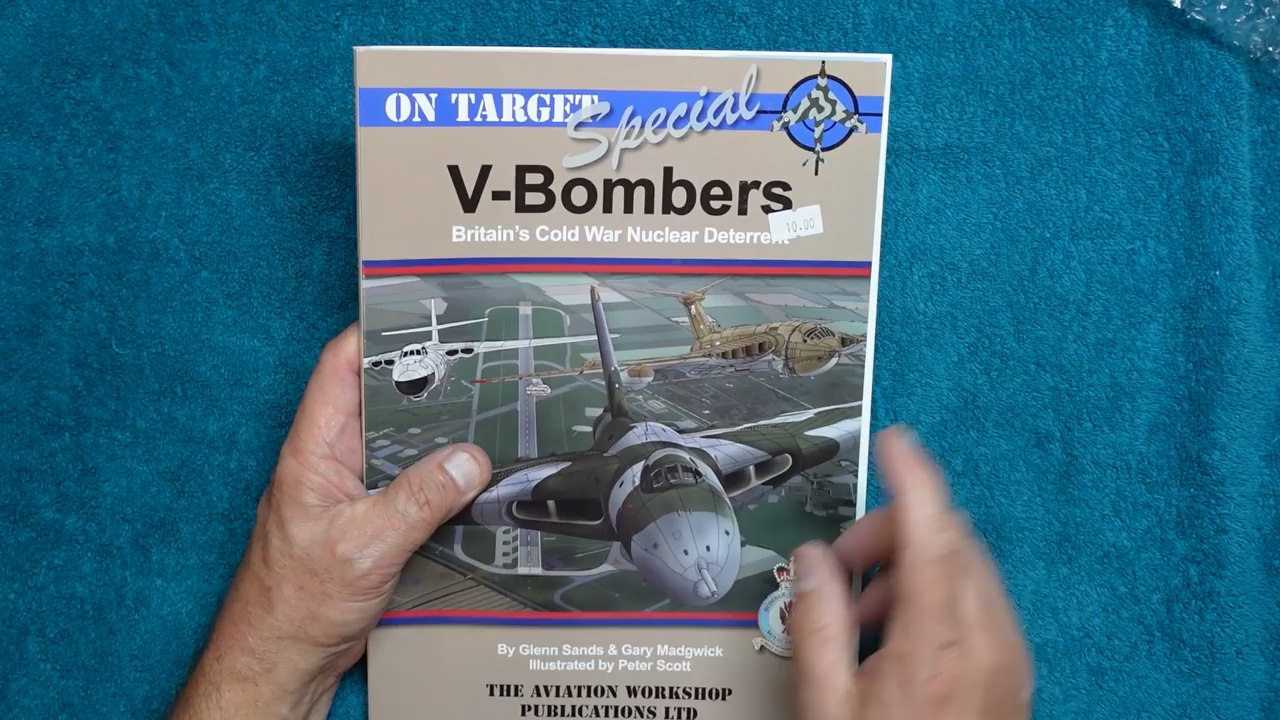 ON TARGET
Special
V-Bombers
10.00
Britain's Cold War Nuclear
By Glenn Sands & Gary Madgwick
Illustrated by Peter Scott
THE AVIATION WORKSHOP
PUBLICATIONS LTD